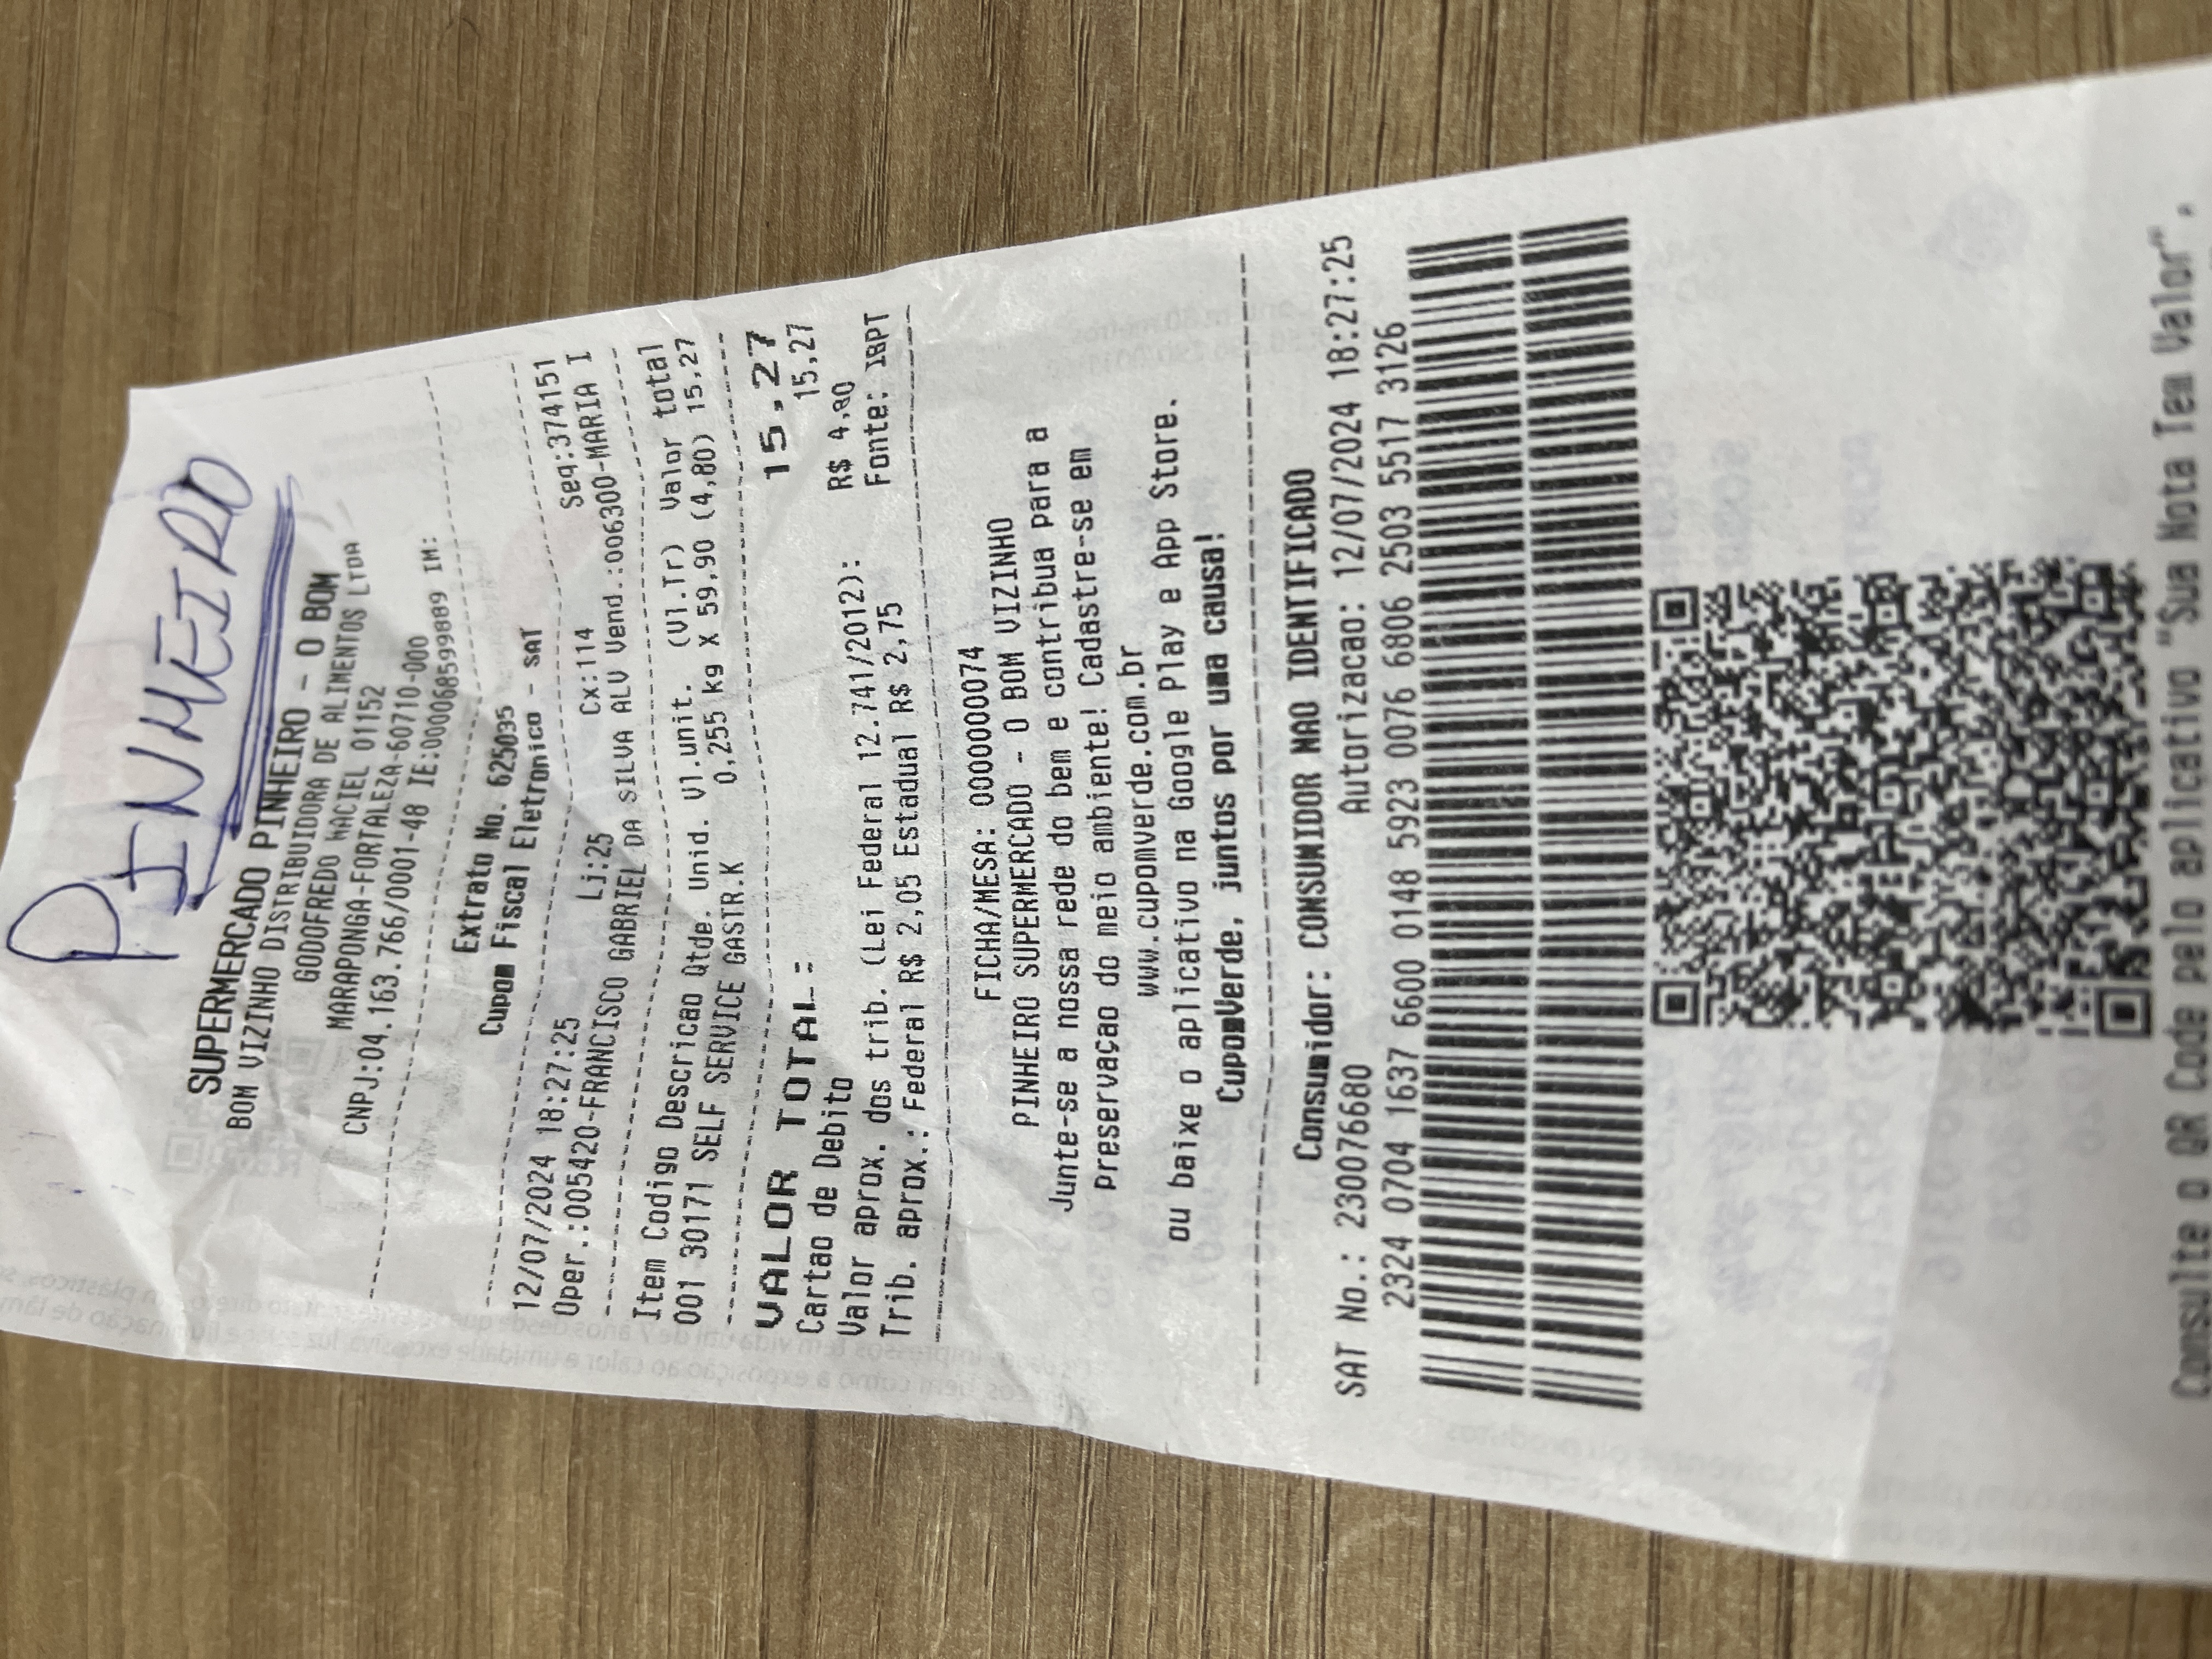 PINHEIRO
SUPERMERCADO PINHEIRO - O BOM
BOM VIZINHO DISTRIBUIDORA DE ALIMENTOS LTDA
GODOFREDO MACIEL 01152
MARAPONGA-FORTALEZA-60710-000
CNPJ:04.163.766/0001-48 IE:000068599889 IM:
Extrato No. 625035
Cupom Fiscal Eletronico - SAT
12/07/2024 18:27:25 Lj:25 Cx:114 Seq:374151
Oper.:005420-FRANCISCO GABRIEL DA SILVA ALV Vend.:006300-MARIA I
Item Codigo Descricao Qtde. Unid. Vl.unit. (Vl.Tr) Valor total
001 30171 SELF SERVICE GASTR.K 0,255 kg X 59,90 (4,80) 15,27
VALOR TOTAL: 15,27
Cartao de Debito 15,27
Valor aprox. dos trib. (Lei Federal 12.741/2012): R$ 4,80
Trib. aprox.: Federal R$ 2,05 Estadual R$ 2,75 Fonte: IBPT
FICHA/MESA: 0000000074
PINHEIRO SUPERMERCADO - O BOM VIZINHO
Junte-se a nossa rede do bem e contribua para a
preservaçao do meio ambiente! Cadastre-se em
www.cupomverde.com.br
ou baixe o aplicativo na Google Play e App Store.
CupomVerde, juntos por uma causa!
Consumidor: CONSUMIDOR NAO IDENTIFICADO
SAT No.: 230076680 Autorizacao: 12/07/2024 18:27:25
2324 0704 1637 6600 0148 5923 0076 6806 2503 5517 3126
Consulte o QR Code pelo aplicativo "Sua Nota Tem Valor".